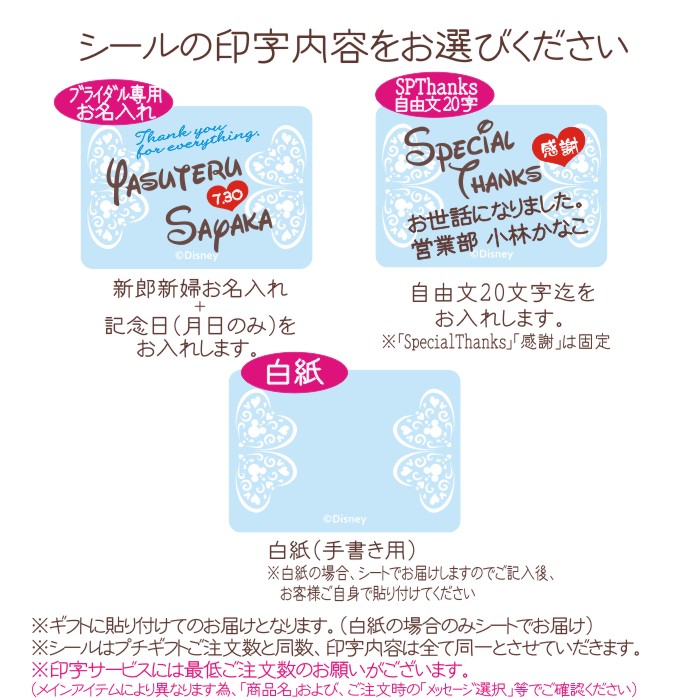 シールの印字内容をお選びください
ブライダル専用
お名入れ
Thank you
for everything.
YASUTERU
7.30
SAYAKA
©Disney
新郎新婦お名入れ
+
記念日(月日のみ)を
お入れします。
SPThanks
自由文20字
SPECIAL
THANKS
感謝
お世話になりました。
営業部 小林かなこ
©Disney
自由文20文字迄を
お入れします。
※「SpecialThanks」「感謝」は固定
白紙
©Disney
白紙(手書き用)
※白紙の場合、シートでお届けしますのでご記入後、
お客様ご自身で貼り付けてください
※ギフトに貼り付けてのお届けとなります。(白紙の場合のみシートでお届け)
※シールはプチギフトご注文数と同数、印字内容は全て同一とさせていだきます。
※印字サービスには最低ご注文数のお願いがございます。
(メインアイテムにより異なります為、「商品名」および、ご注文時の「メッセージ選択」等でご確認ください)